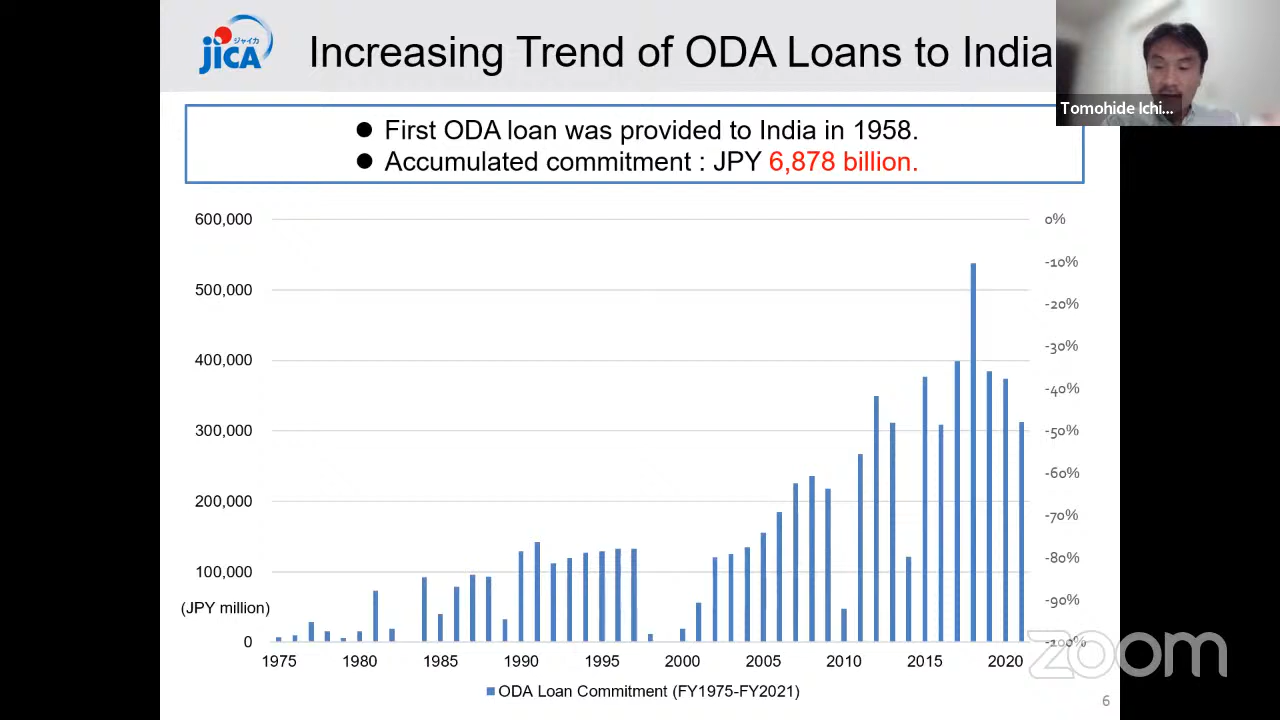 ジャイカ
JICA
Increasing Trend of ODA Loans to India
Tomohide Ichi...
● First ODA loan was provided to India in 1958.
● Accumulated commitment : JPY 6,878 billion.
600,000
500,000
400,000
300,000
200,000
100,000
(JPY million)
0
0%
-10%
-20%
-30%
-40%
-50%
-60%
-70%
-80%
-90%
-100%
1975 1980 1985 1990 1995 2000 2005 2010 2015 2020
ODA Loan Commitment (FY1975-FY2021)
zoom
6